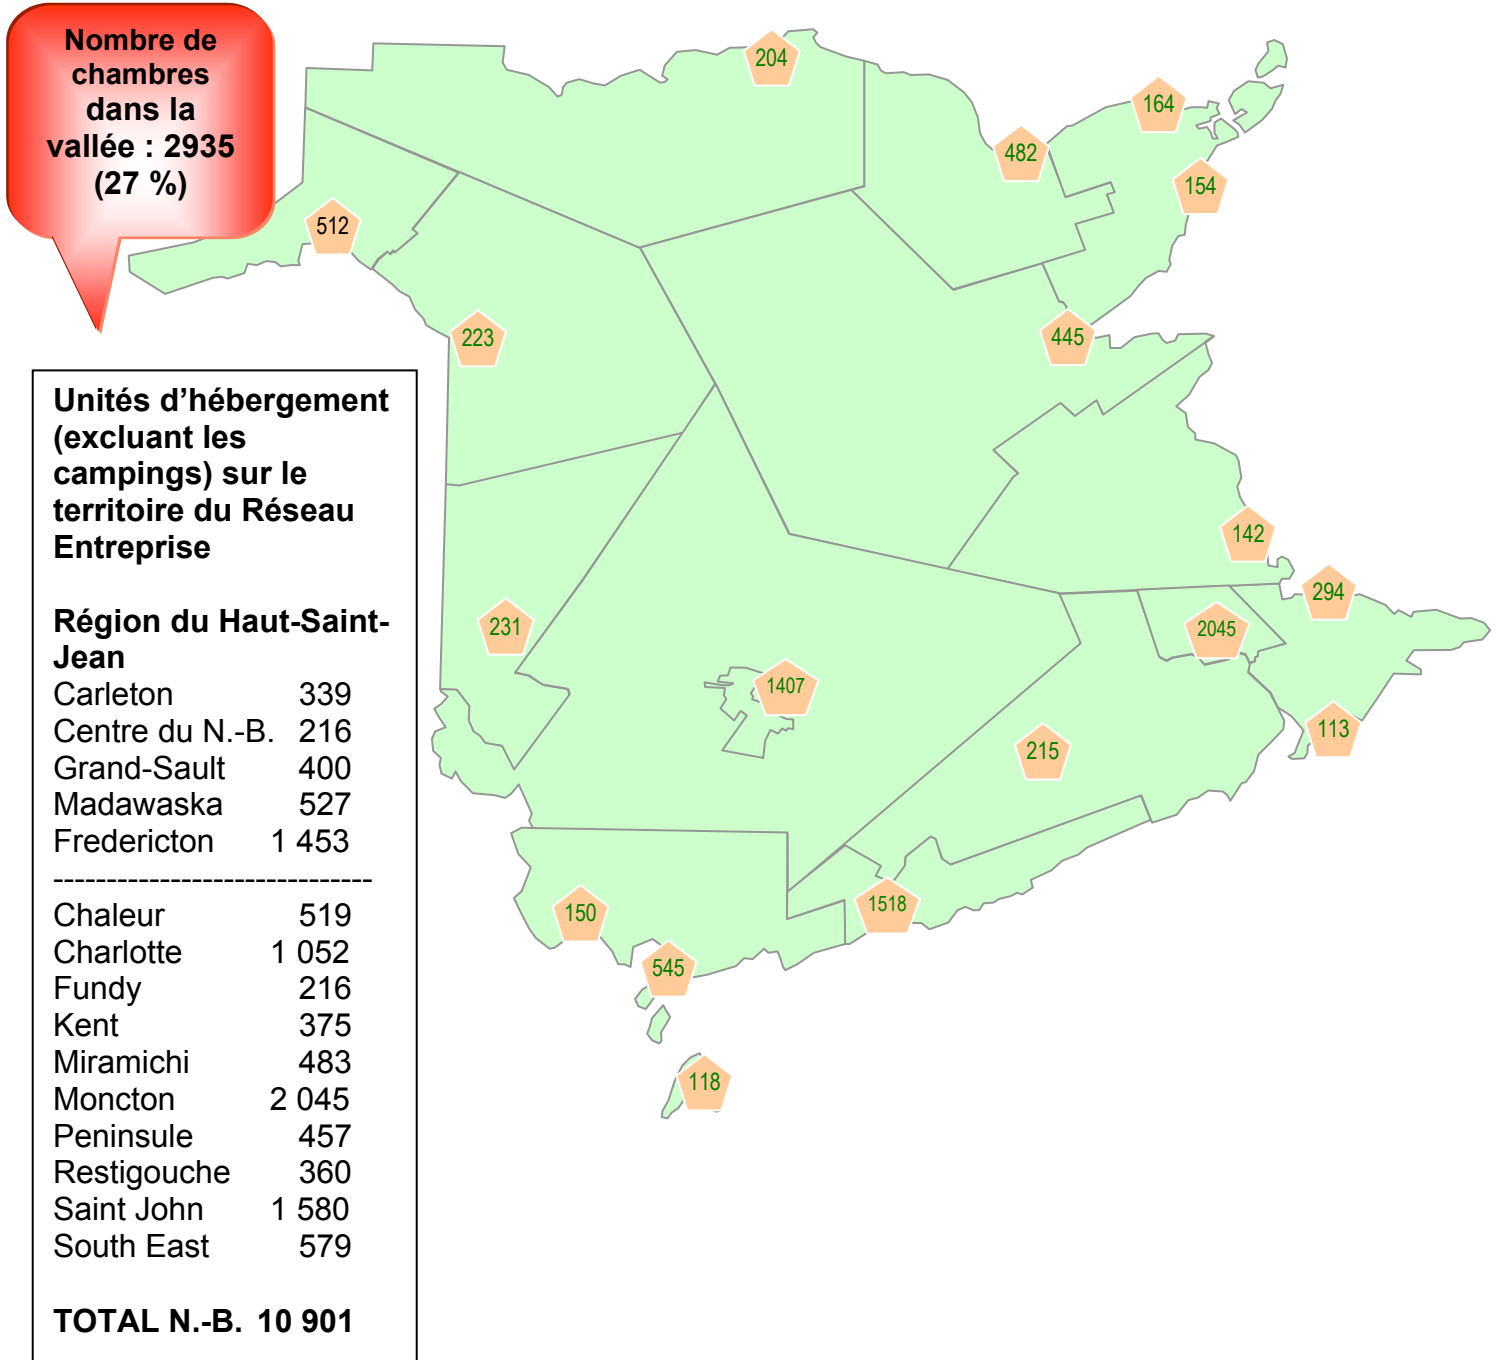 Nombre de
chambres
dans la
vallée : 2935
(27 %)
204
164
482
154
512
223
445
142
294
231
2045
1407
113
215
1518
150
545
118
Unités d’hébergement
(excluant les
campings) sur le
territoire du Réseau
Entreprise
Région du Haut-Saint-
Jean
Carleton 339
Centre du N.-B. 216
Grand-Sault 400
Madawaska 527
Fredericton 1 453
------------------------------
Chaleur 519
Charlotte 1 052
Fundy 216
Kent 375
Miramichi 483
Moncton 2 045
Peninsule 457
Restigouche 360
Saint John 1 580
South East 579
TOTAL N.-B. 10 901